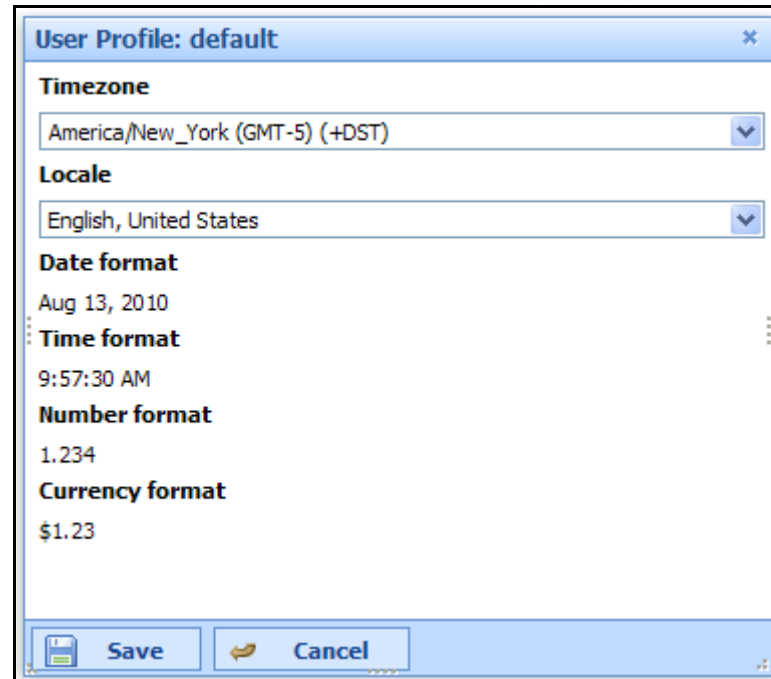 User Profile: default
Timezone
America/New_York (GMT-5) (+DST)
Locale
English, United States
Date format
Aug 13, 2010
Time format
9:57:30 AM
Number format
1.234
Currency format
$1.23
Save Cancel